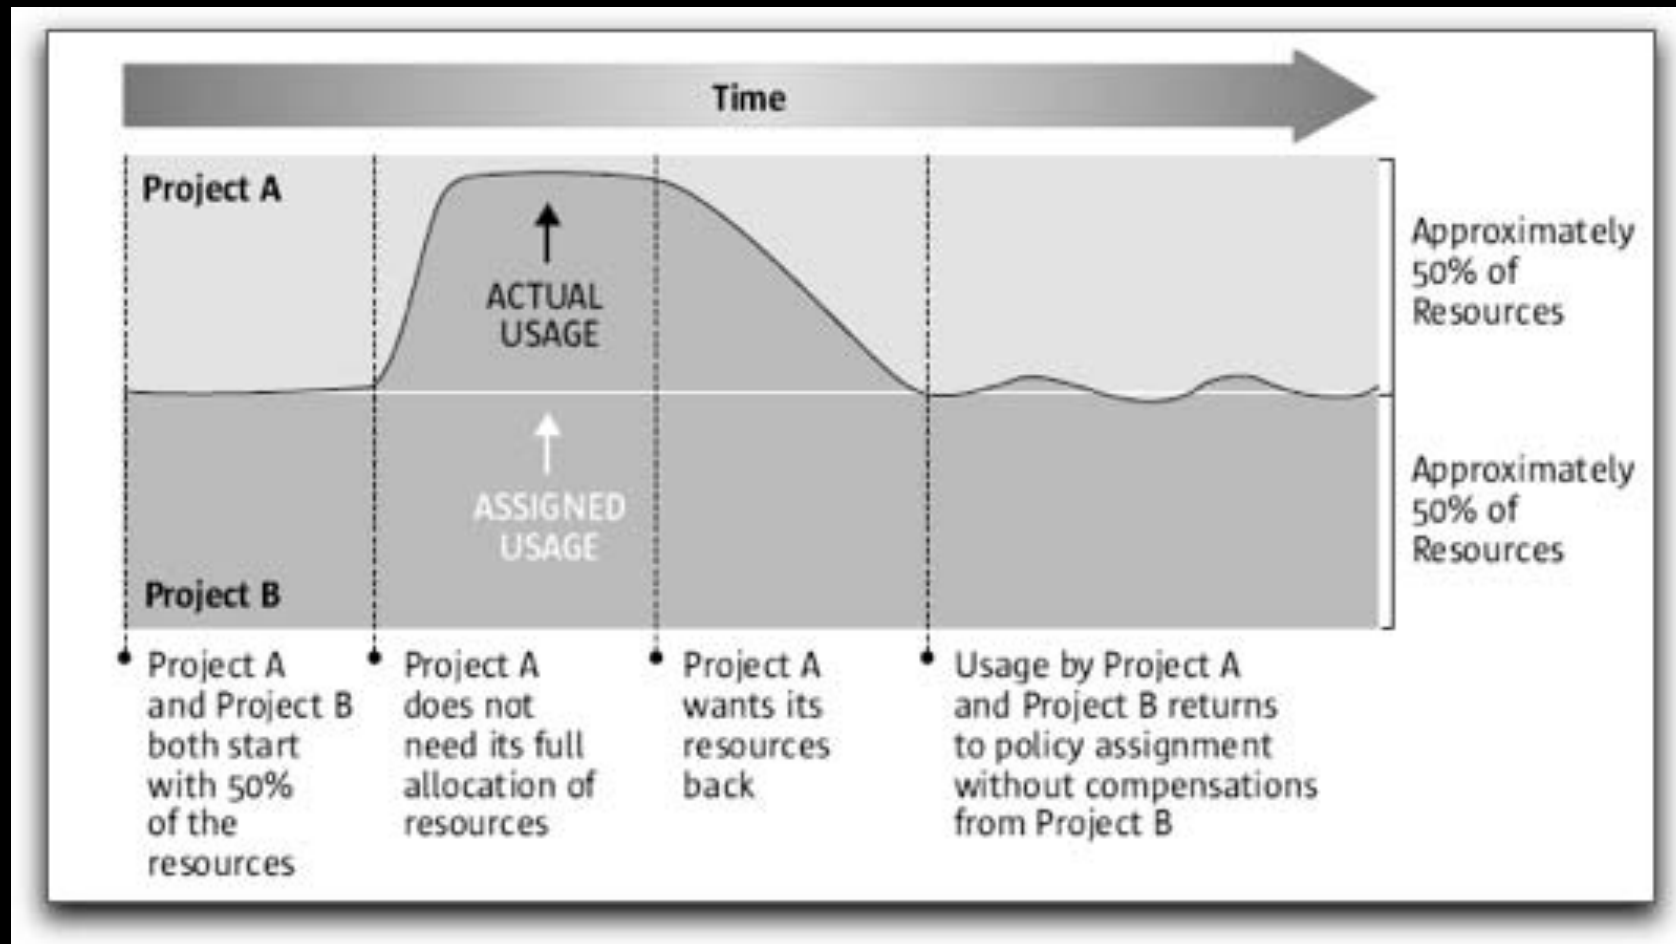 Time
Project A
ACTUAL
USAGE
ASSIGNED
USAGE
Project B
Approximately
50% of
Resources
Approximately
50% of
Resources
Project A
and Project B
both start
with 50%
of the
resources
Project A
does not
need its full
allocation of
resources
Project A
wants its
resources
back
Usage by Project A
and Project B returns
to policy assignment
without compensations
from Project B